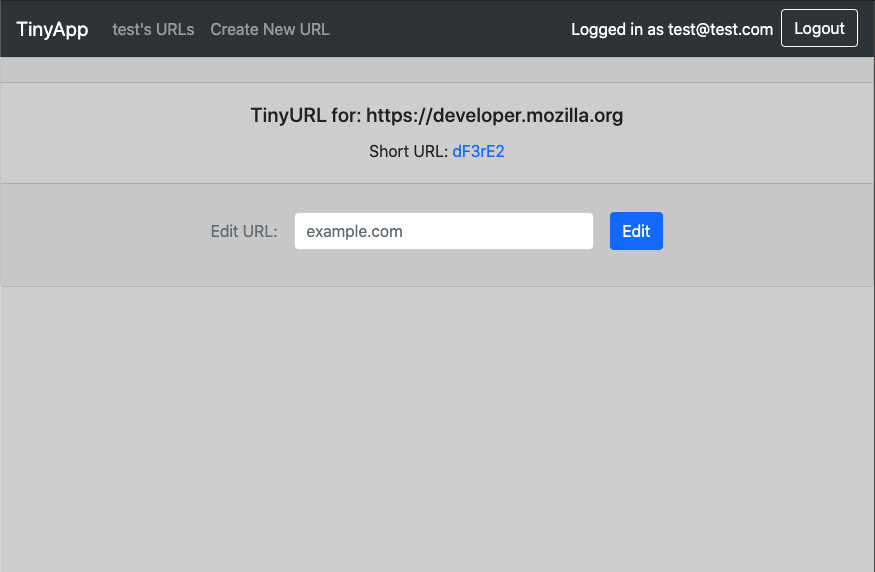 TinyApp test's URLs Create New URL Logged in as test@test.com Logout
TinyURL for: https://developer.mozilla.org
Short URL: dF3rE2
Edit URL: example.com Edit